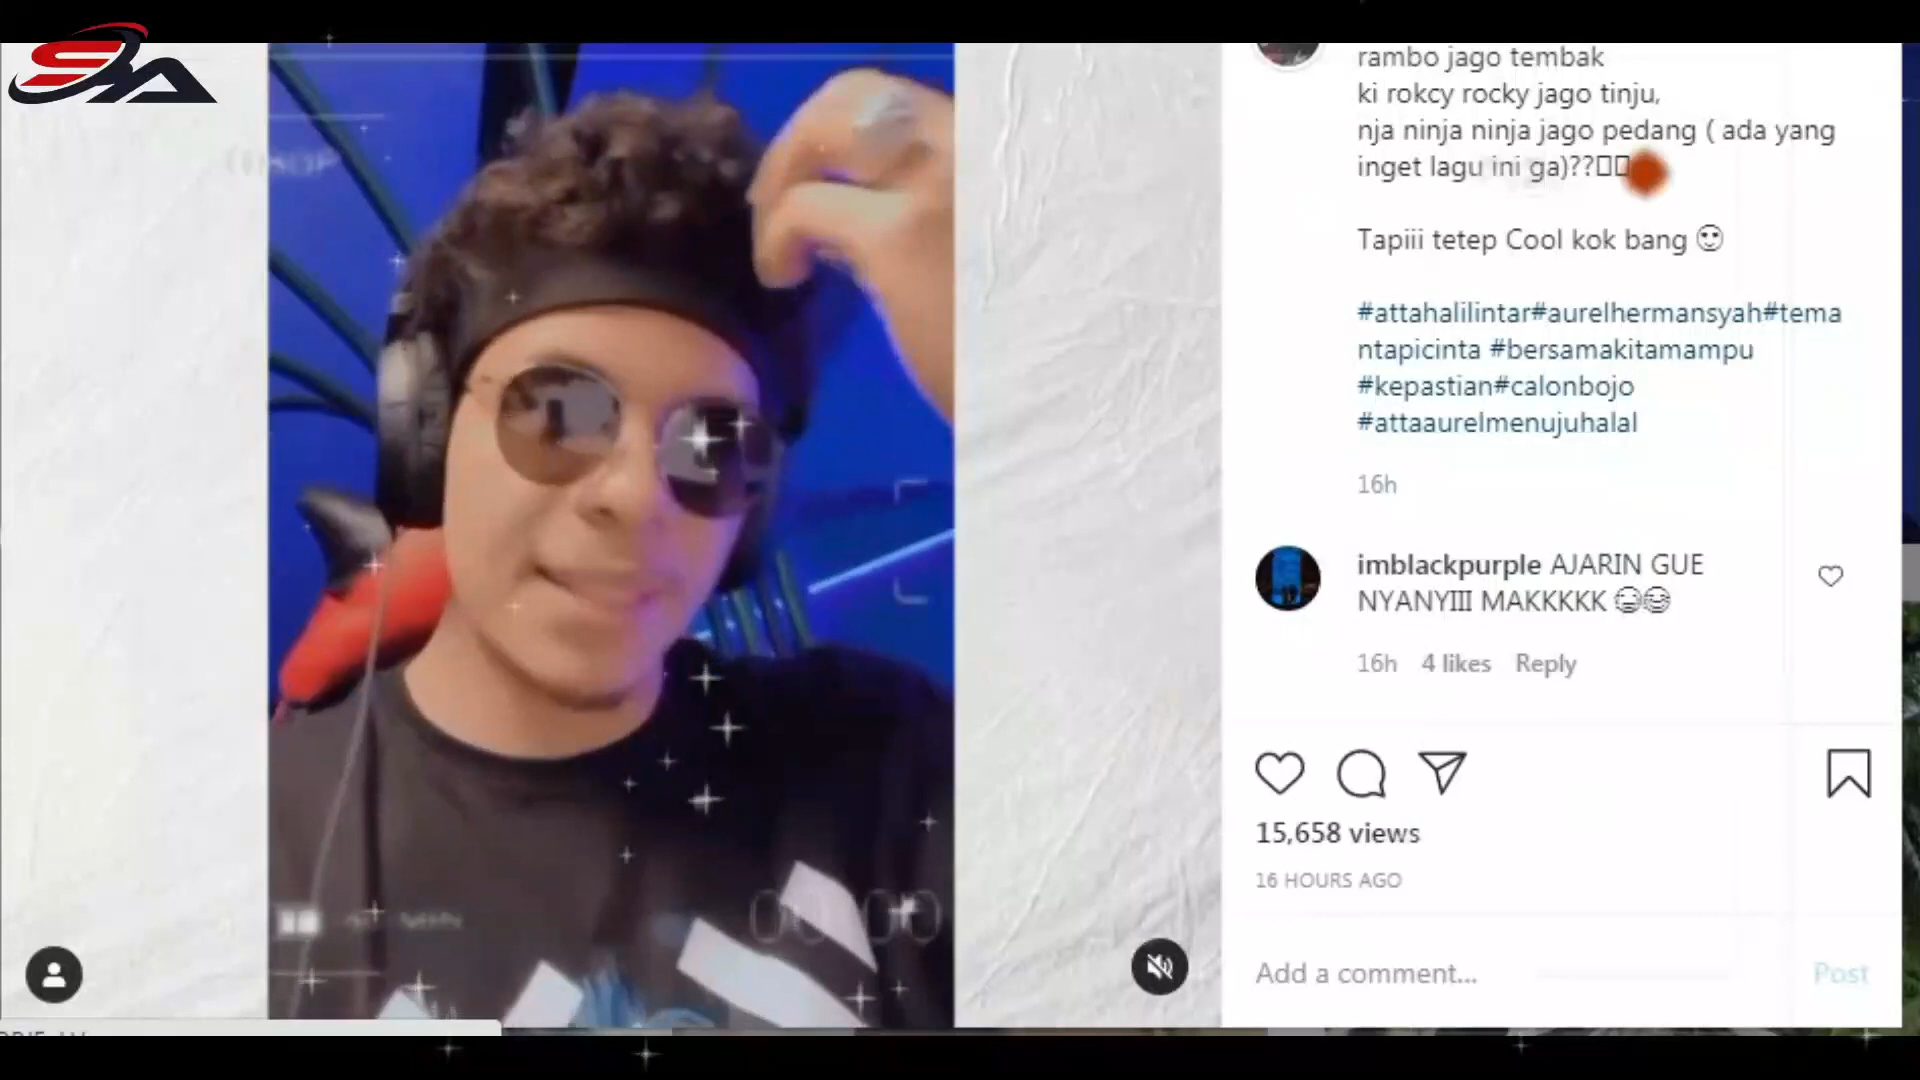 SA
rambo jago tembak
ki rokcy rocky jago tinju,
nja ninja ninja jago pedang ( ada yang
inget lagu ini ga)??
Tapiii tetep Cool kok bang
#attahalilintar#aurelhermansyah#tema
ntapicinta #bersamakitamampu
#kepastian#calonbojo
#attaaurelmenujuhalal
16h
imblackpurple AJARIN GUE
NYANYIII MAKKKKK
16h 4 likes Reply
15,658 views
16 HOURS AGO
Add a comment...
Post